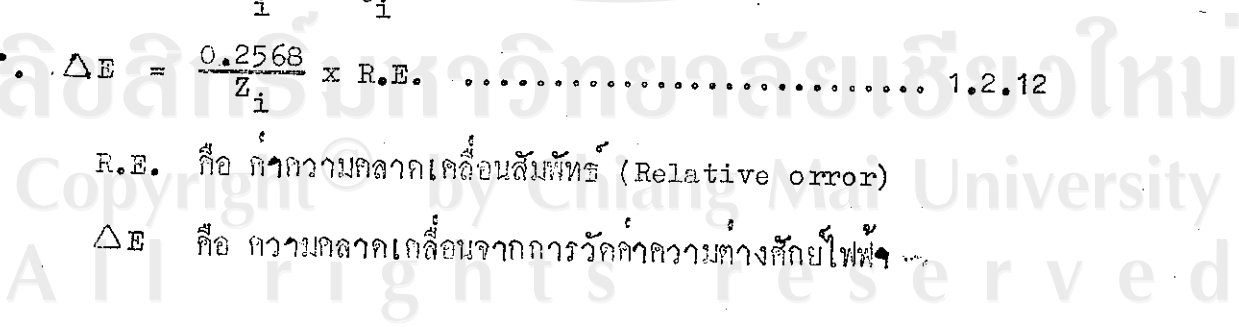 ∴ △E = 0.2568/Zi x R.E. ............................ 1.2.12
R.E. คือ ค่าความคลาดเคลื่อนสัมพัทธ์ (Relative orror)
△E คือ ความคลาดเคลื่อนจากการวัดค่าความต่างศักย์ไฟฟ้า
ลิขสิทธิ์มหาวิทยาลัยเชียงใหม่
Copyright © by Chiang Mai University
All rights reserved